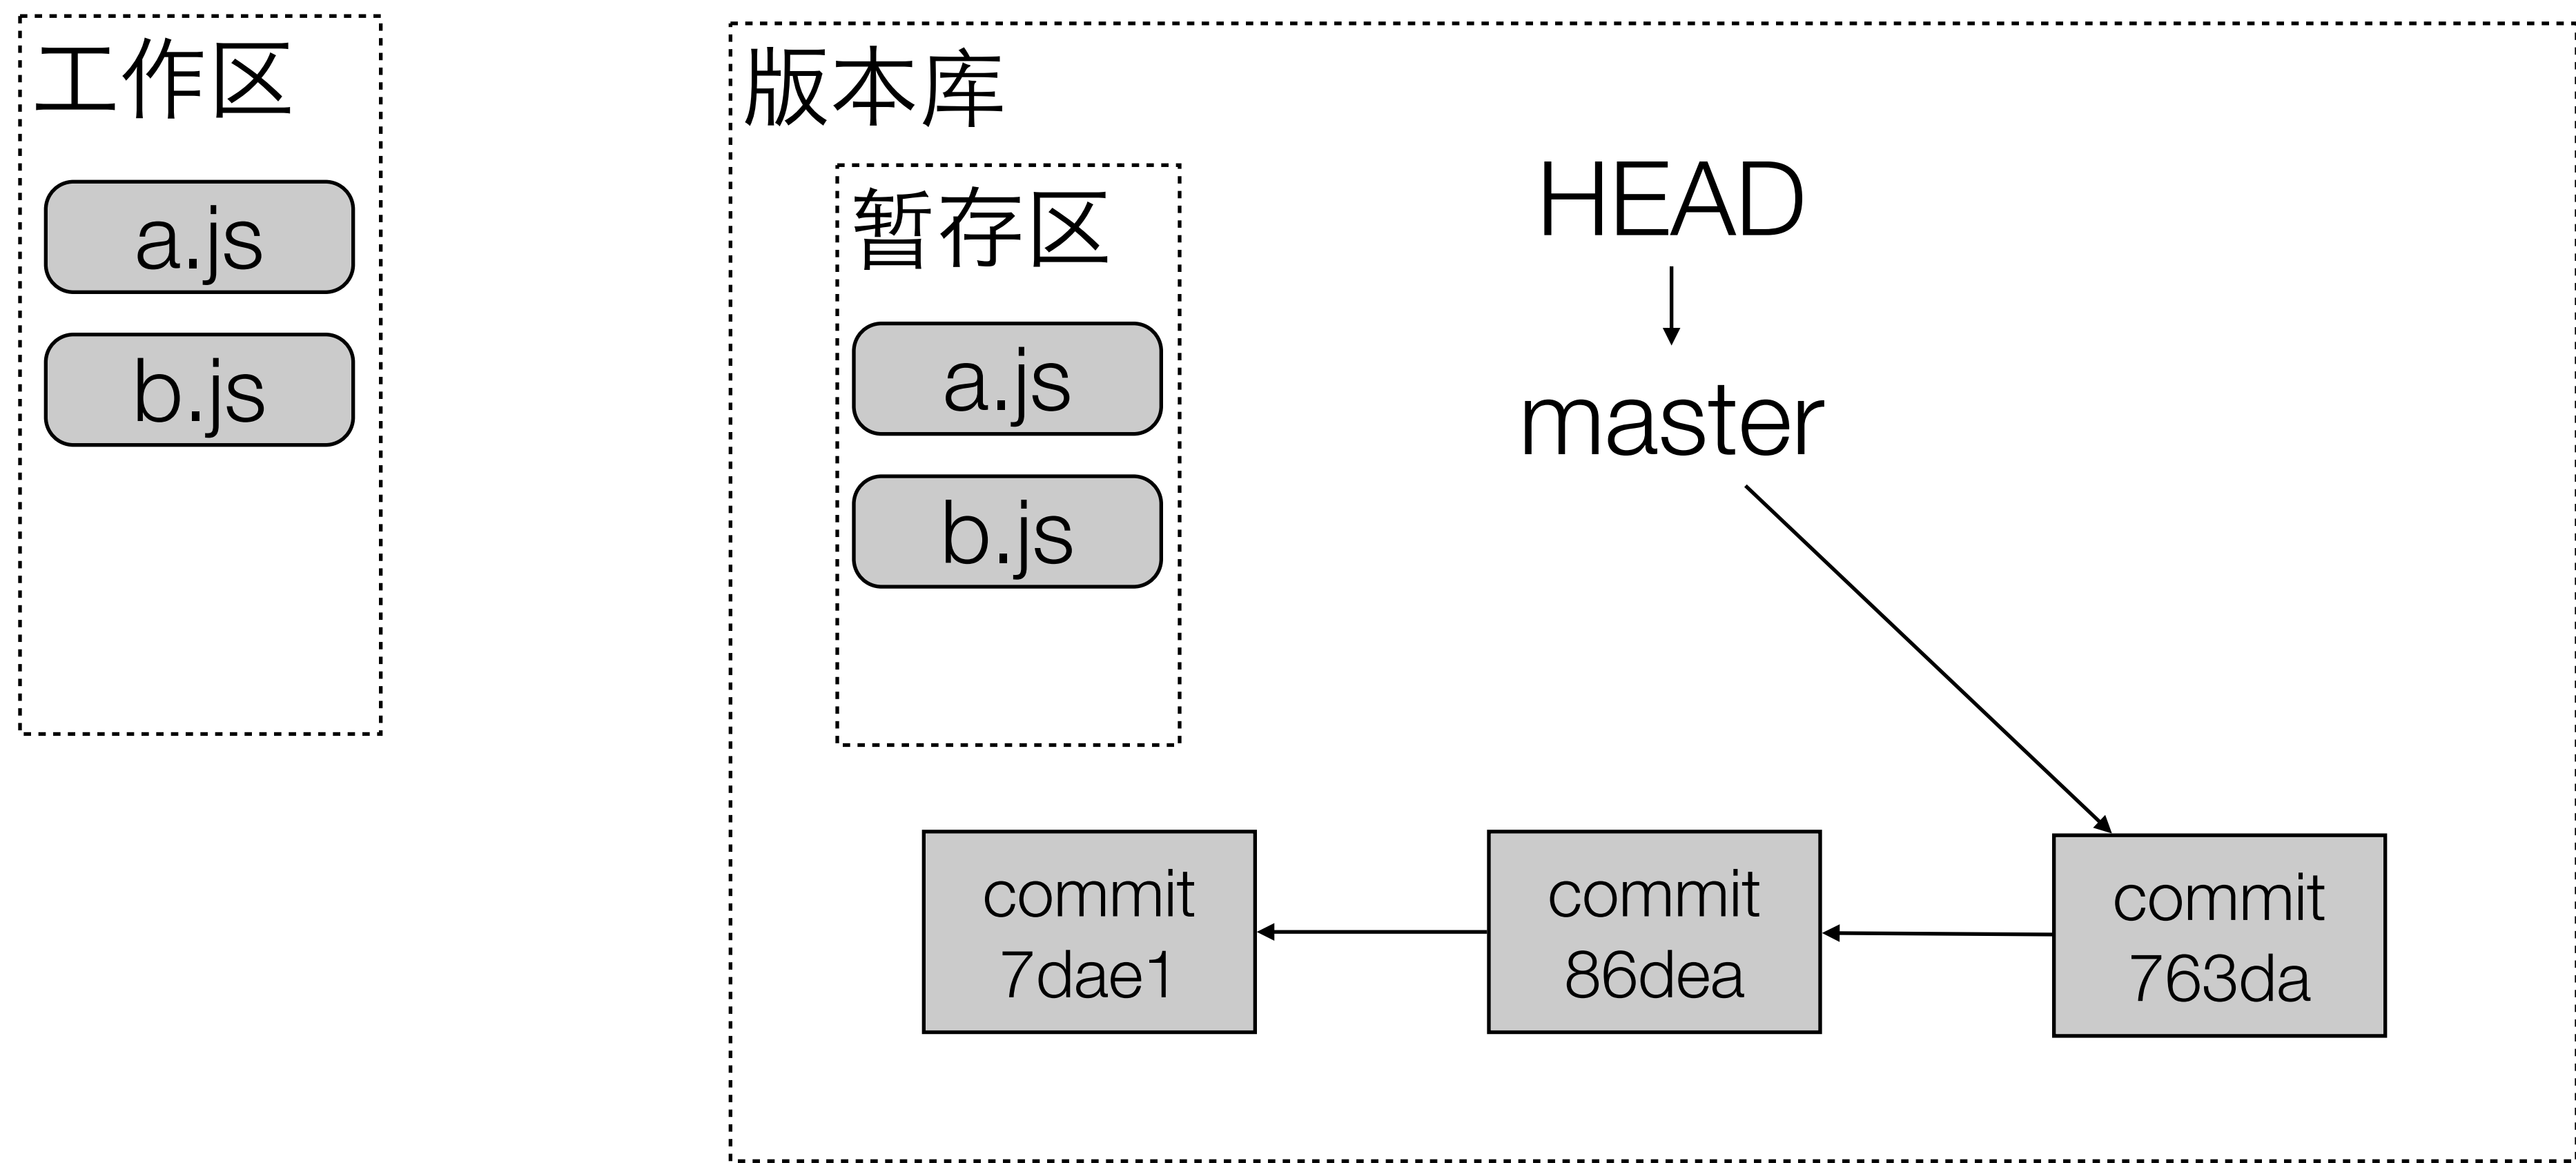 工作区
a.js
b.js
版本库
暂存区
a.js
b.js
HEAD
master
commit
7dae1
commit
86dea
commit
763da